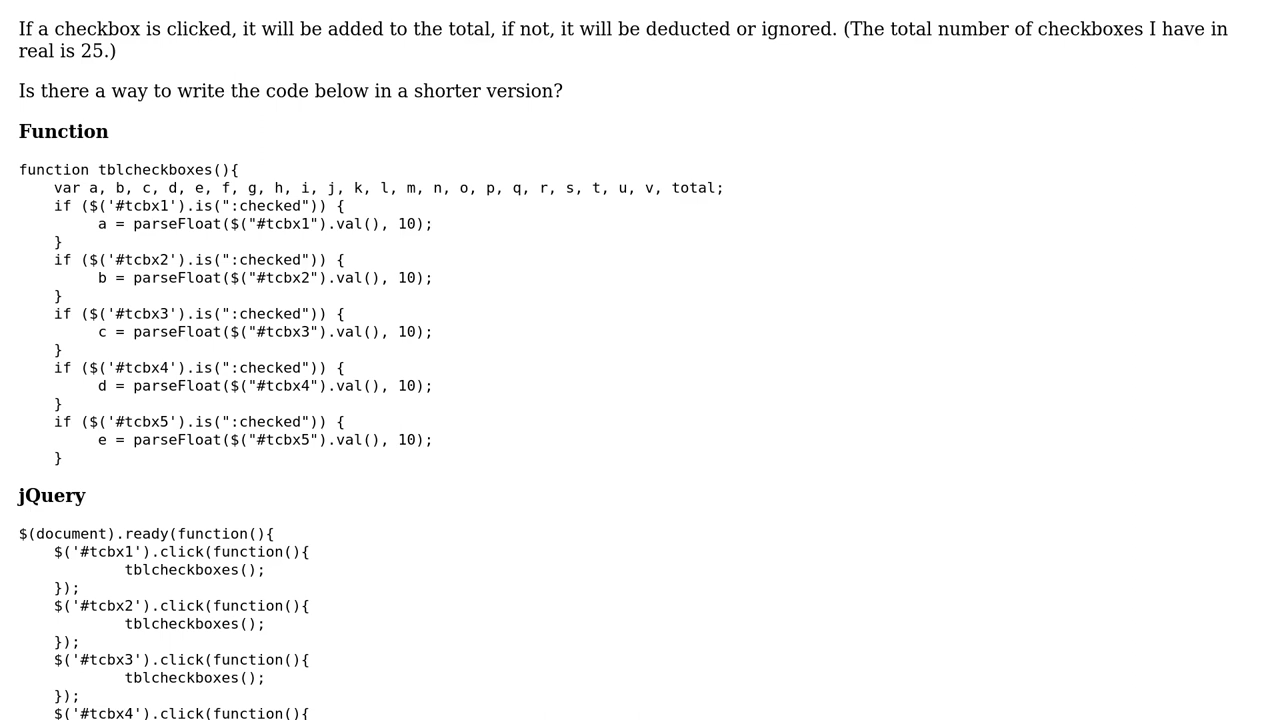 If a checkbox is clicked, it will be added to the total, if not, it will be deducted or ignored. (The total number of checkboxes I have in
real is 25.)
Is there a way to write the code below in a shorter version?
Function
function tblcheckboxes(){
    var a, b, c, d, e, f, g, h, i, j, k, l, m, n, o, p, q, r, s, t, u, v, total;
    if ($('#tcbx1').is(":checked")) {
         a = parseFloat($("#tcbx1").val(), 10);
    }
    if ($('#tcbx2').is(":checked")) {
         b = parseFloat($("#tcbx2").val(), 10);
    }
    if ($('#tcbx3').is(":checked")) {
         c = parseFloat($("#tcbx3").val(), 10);
    }
    if ($('#tcbx4').is(":checked")) {
         d = parseFloat($("#tcbx4").val(), 10);
    }
    if ($('#tcbx5').is(":checked")) {
         e = parseFloat($("#tcbx5").val(), 10);
    }
jQuery
$(document).ready(function(){
    $('#tcbx1').click(function(){
            tblcheckboxes();
    });
    $('#tcbx2').click(function(){
            tblcheckboxes();
    });
    $('#tcbx3').click(function(){
            tblcheckboxes();
    });
    $('#tcbx4').click(function(){